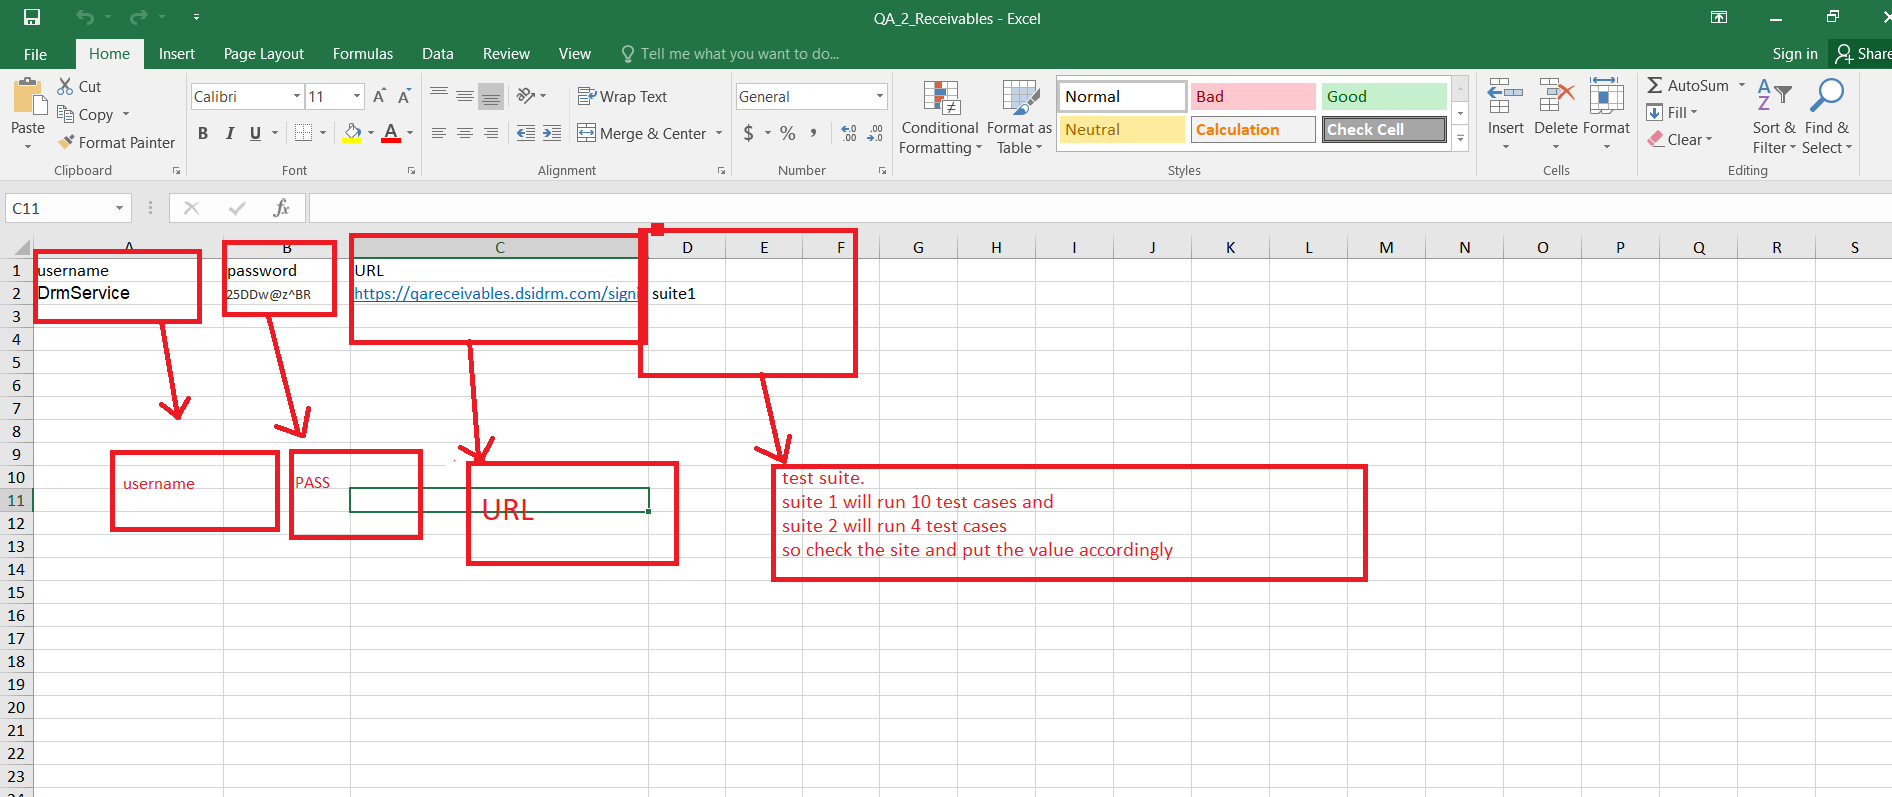 QA_2_Receivables - Excel
File Home Insert Page Layout Formulas Data Review View Tell me what you want to do... Sign in Share
Cut
Copy
Format Painter
Paste
Clipboard
Calibri 11
B I U
Font
Wrap Text
Merge & Center
Alignment
General
$ % ,
Number
Conditional Formatting
Format as Table
Normal Bad Good
Neutral Calculation Check Cell
Styles
Insert Delete Format
Cells
AutoSum
Fill
Clear
Sort & Filter
Find & Select
Editing
C11 fx
A B C D E F G H I J K L M N O P Q R S
1 username password URL
2 DrmService 25DDw@z^BR https://qareceivables.dsidrm.com/signi suite1
3
4
5
6
7
8
9
10
11
12
13
14
15
16
17
18
19
20
21
22
23
username
PASS
URL
test suite.
suite 1 will run 10 test cases and
suite 2 will run 4 test cases
so check the site and put the value accordingly